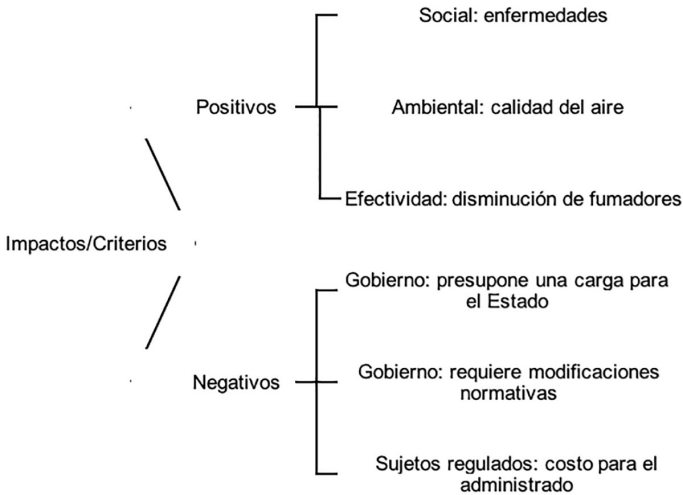 Social: enfermedades
Positivos
Ambiental: calidad del aire
Efectividad: disminución de fumadores
Impactos/Criterios
Gobierno: presupone una carga para
el Estado
Negativos
Gobierno: requiere modificaciones
normativas
Sujetos regulados: costo para el
administrado